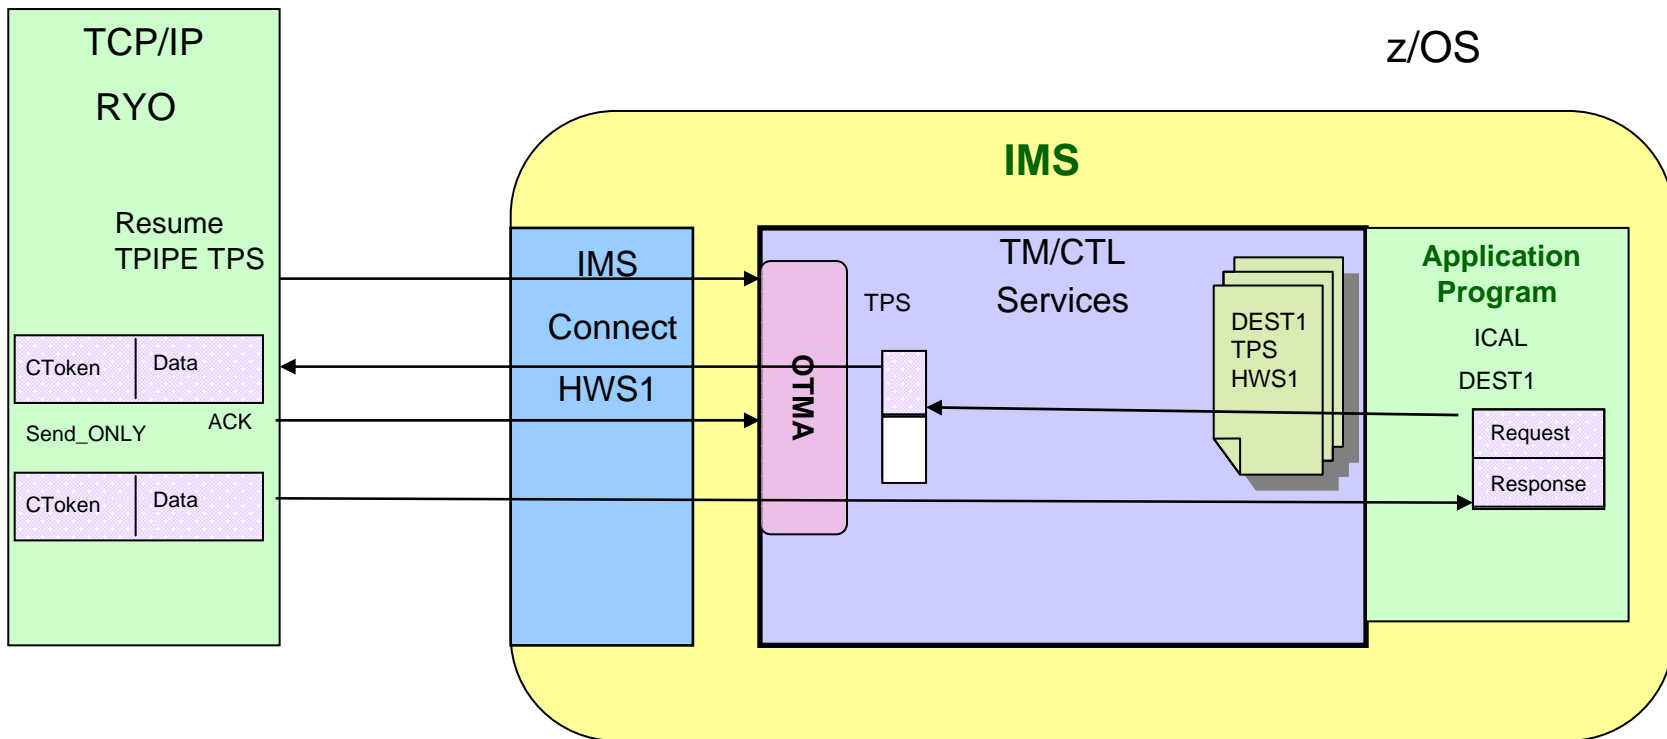 TCP/IP
RYO
Resume
TPIPE TPS
CToken
Data
Send_ONLY
ACK
CToken
Data
z/OS
IMS
IMS
Connect
HWS1
OTMA
TPS
TM/CTL
Services
DEST1
TPS
HWS1
Application
Program
ICAL
DEST1
Request
Response